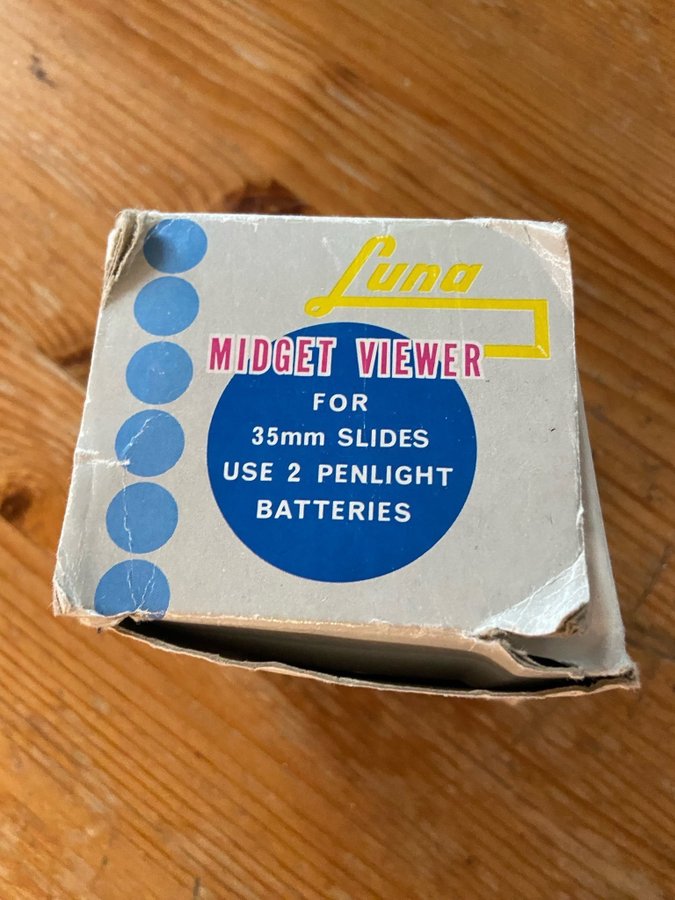 Luna
MIDGET VIEWER
FOR
35mm SLIDES
USE 2 PENLIGHT
BATTERIES